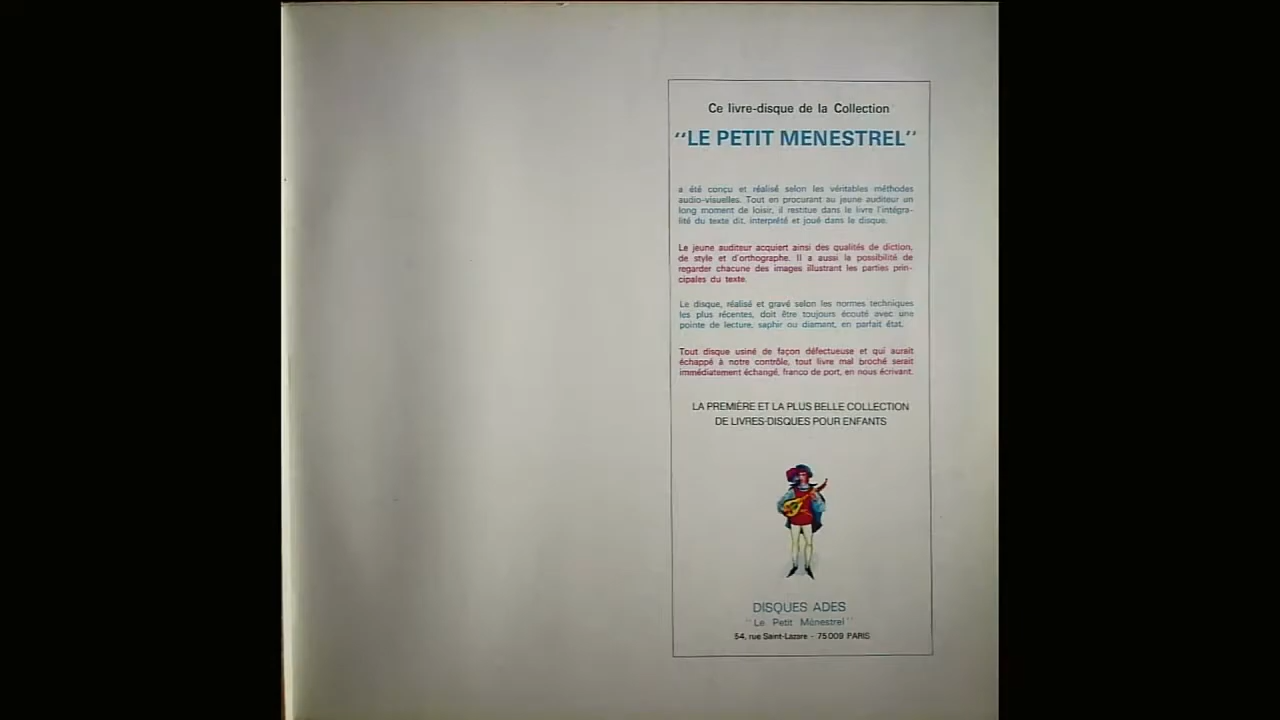 Ce livre-disque de la Collection
"LE PETIT MENESTREL"
a été conçu et réalisé selon les véritables méthodes
audio-visuelles. Tout en procurant au jeune auditeur un
long moment de loisir, il restitue dans le livre l'intégra-
lité du texte dit, interprété et joué dans le disque.
Le jeune auditeur acquiert ainsi des qualités de diction,
de style et d'orthographe. Il a aussi la possibilité de
regarder chacune des images illustrant les parties prin-
cipales du texte.
Le disque, réalisé et gravé selon les normes techniques
les plus récentes, doit être toujours écouté avec une
pointe de lecture, saphir ou diamant, en parfait état.
Tout disque usiné de façon défectueuse et qui aurait
échappé à notre contrôle, tout livre mal broché serait
immédiatement échangé, franco de port, en nous écrivant.
LA PREMIÈRE ET LA PLUS BELLE COLLECTION
DE LIVRES-DISQUES POUR ENFANTS
DISQUES ADES
"Le Petit Ménestrel"
54, rue Saint-Lazare - 75009 PARIS